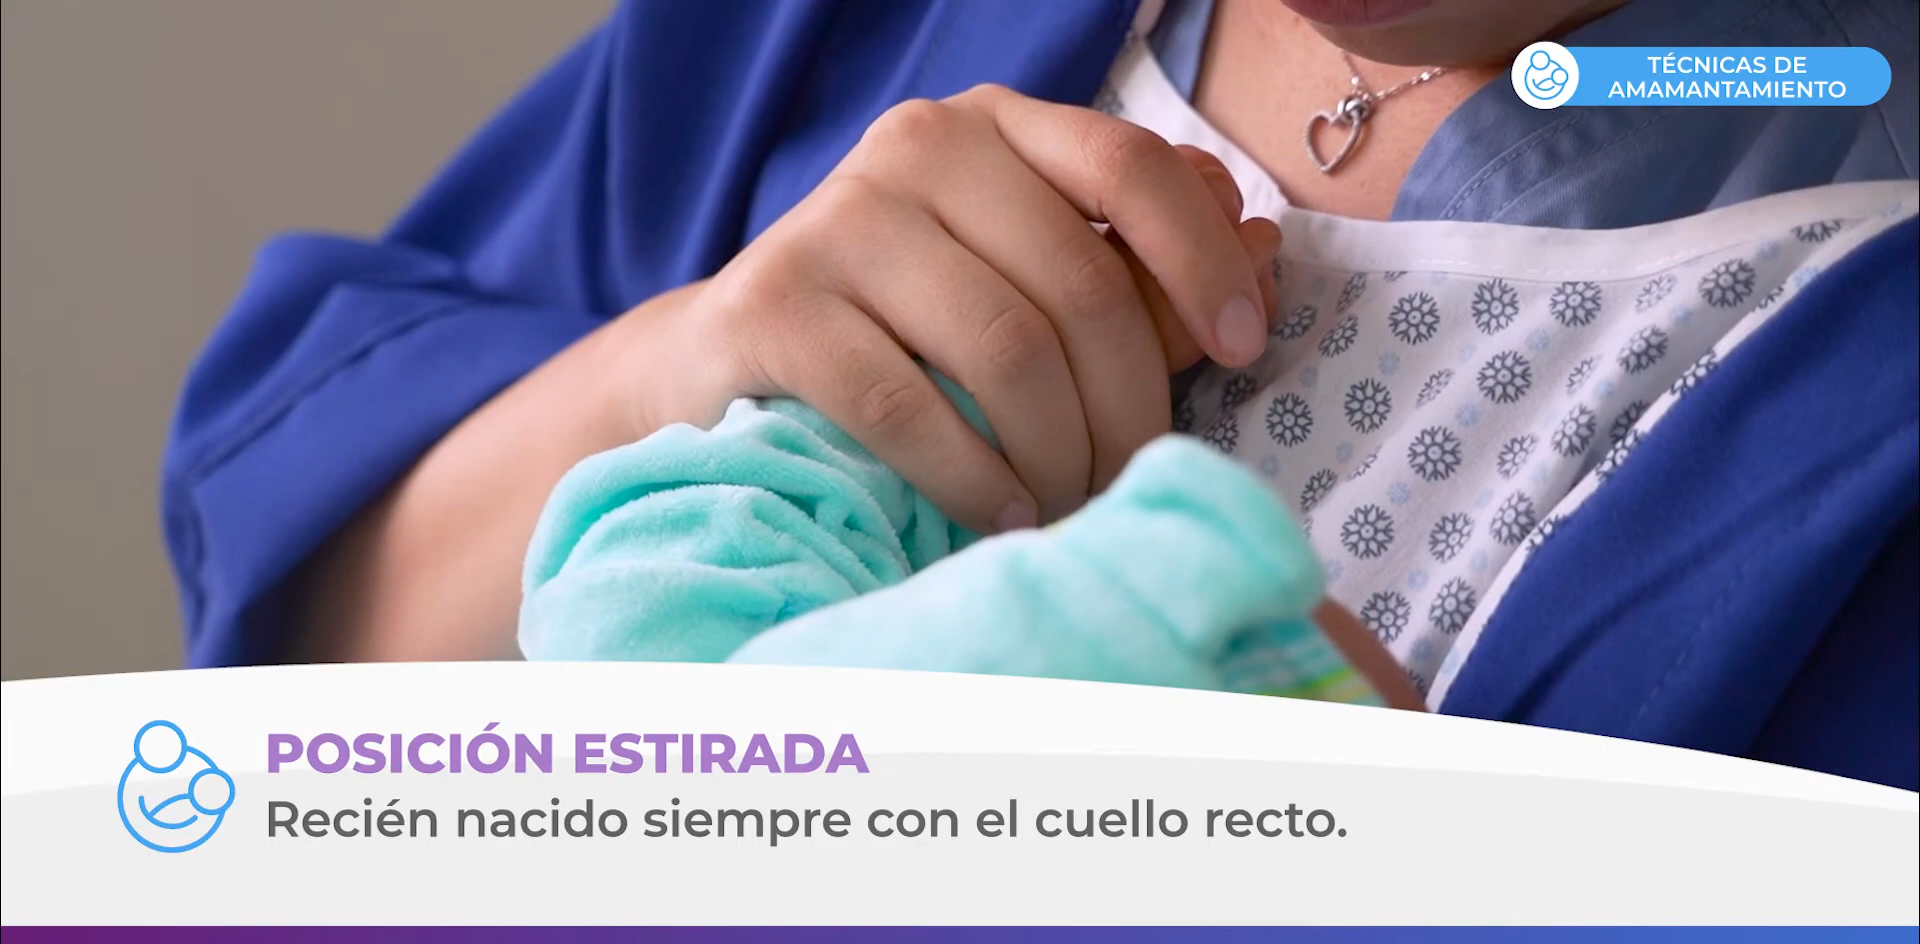 TÉCNICAS DE
AMAMANTAMIENTO
POSICIÓN ESTIRADA
Recién nacido siempre con el cuello recto.